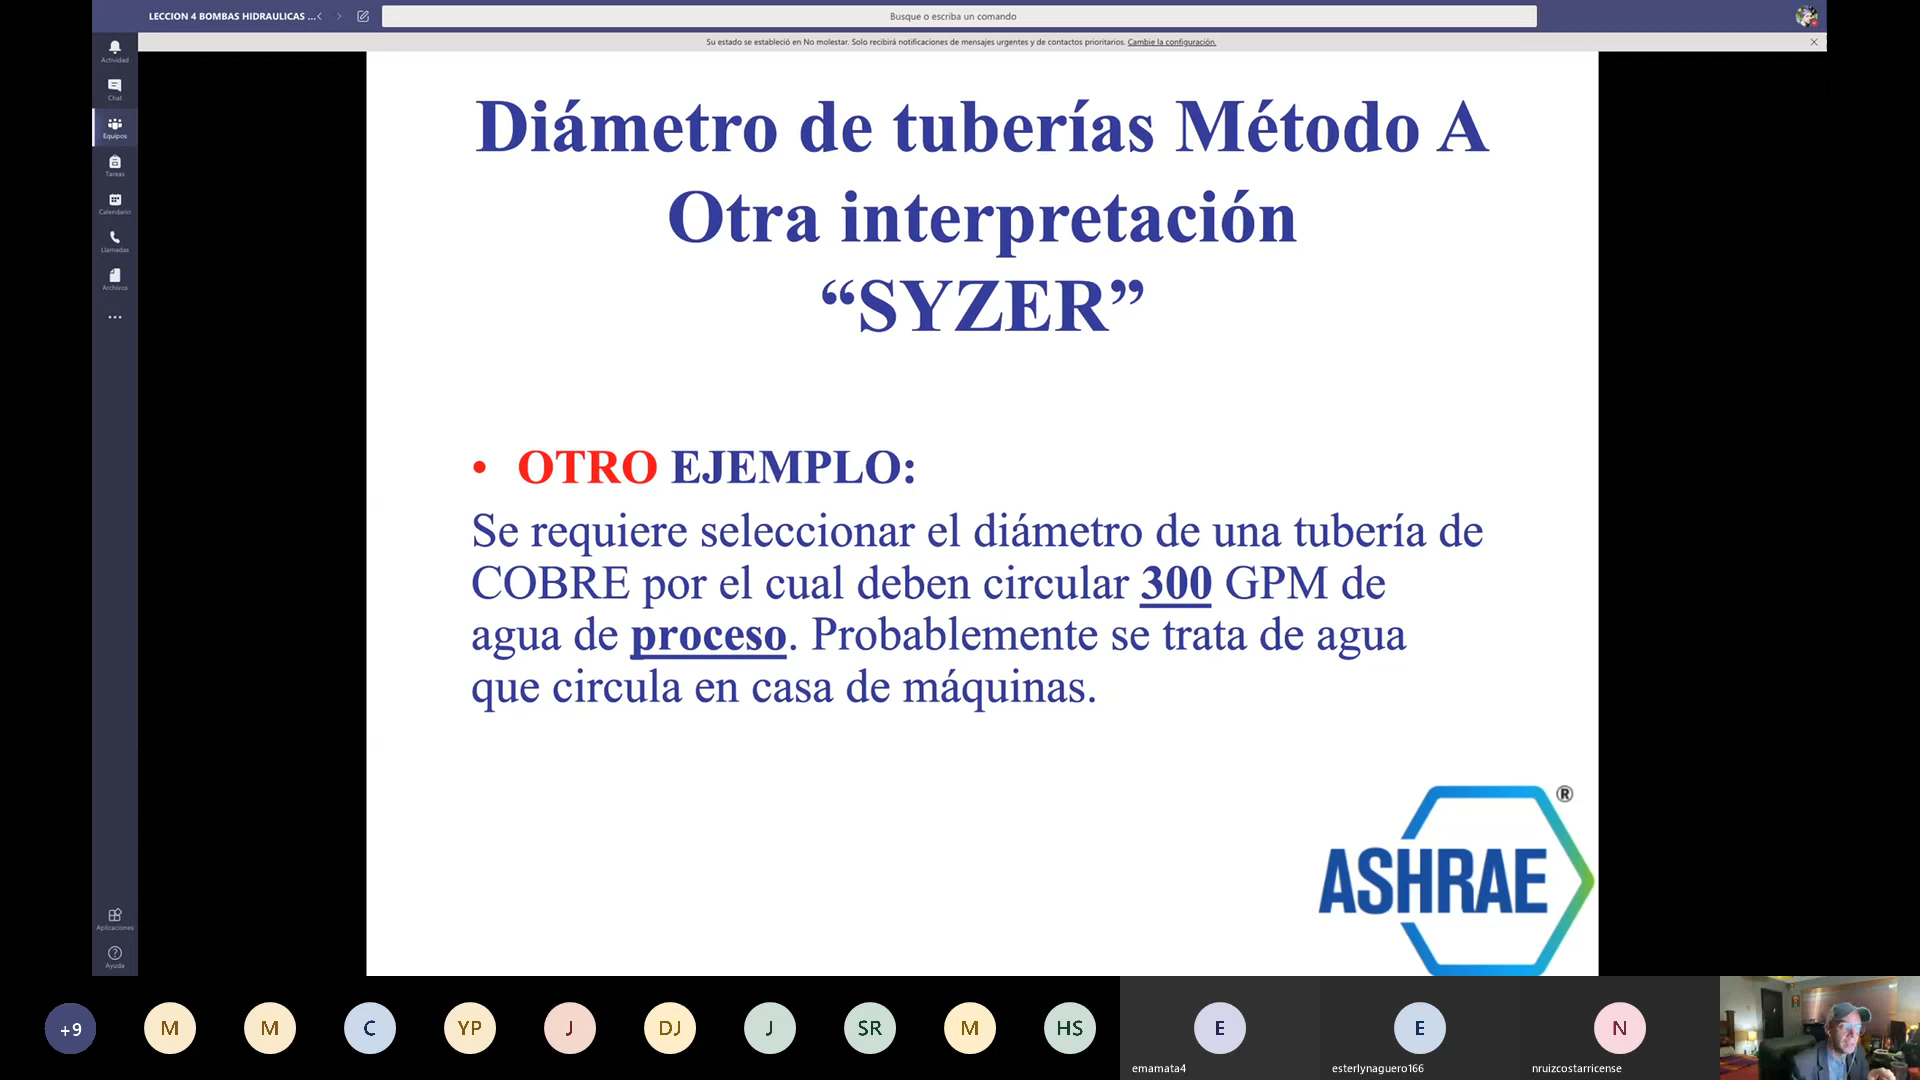 LECCION 4 BOMBAS HIDRAULICAS ...
Busque o escriba un comando
Su estado se estableció en No molestar. Solo recibirá notificaciones de mensajes urgentes y de contactos prioritarios. Cambie la configuración.
Actividad
Chat
Equipos
Tareas
Calendario
Llamadas
Archivos
...
Aplicaciones
Ayuda
Diámetro de tuberías Método A
Otra interpretación
“SYZER”
• OTRO EJEMPLO:
Se requiere seleccionar el diámetro de una tubería de
COBRE por el cual deben circular 300 GPM de
agua de proceso. Probablemente se trata de agua
que circula en casa de máquinas.
ASHRAE ®
+9 M M C YP J DJ J SR M HS E E N
emamata4 esterlynaguero166 nruizcostarricense